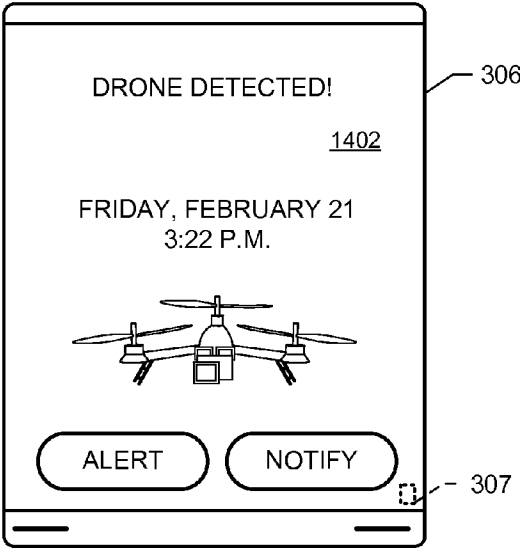 DRONE DETECTED!
306
1402
FRIDAY, FEBRUARY 21
3:22 P.M.
ALERT
NOTIFY
307